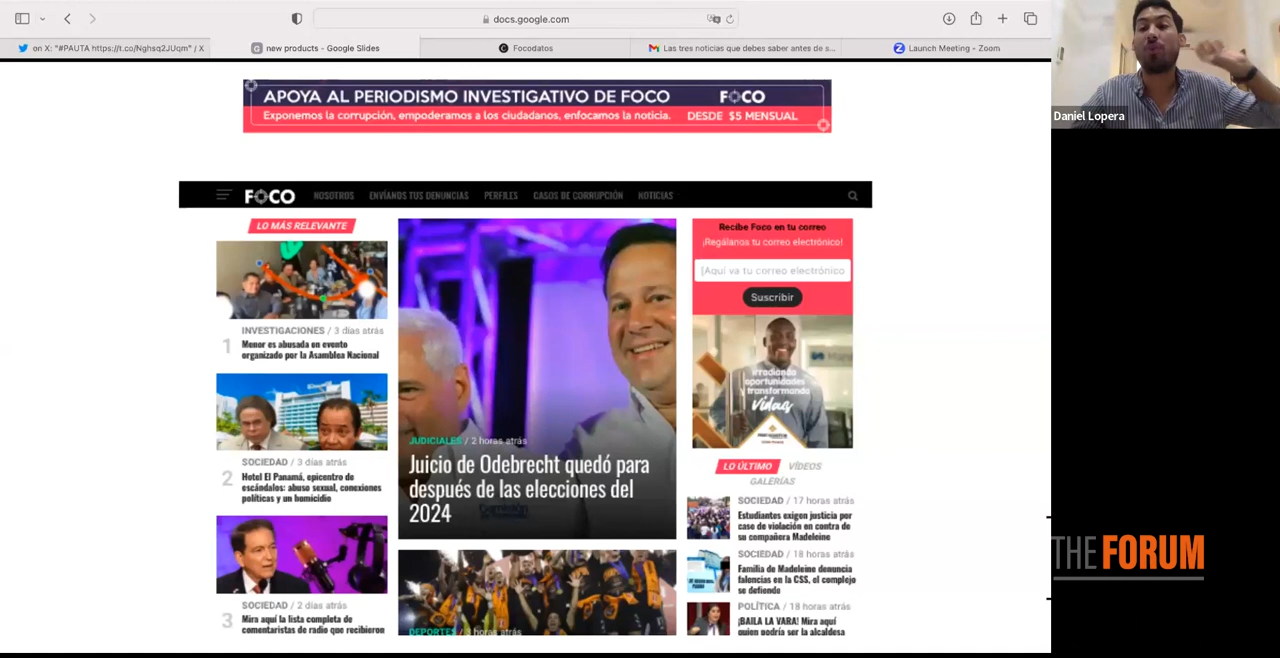 docs.google.com
on X: "#PAUTA https://t.co/Nghsq2JUqm" / X
new products - Google Slides
Focodatos
Las tres noticias que debes saber antes de s...
Launch Meeting - Zoom
Daniel Lopera
APOYA AL PERIODISMO INVESTIGATIVO DE FOCO
FOCO
Exponemos la corrupción, empoderamos a los ciudadanos, enfocamos la noticia.
DESDE $5 MENSUAL
FOCO
NOSOTROS
ENVÍANOS TUS DENUNCIAS
PERFILES
CASOS DE CORRUPCIÓN
NOTICIAS
LO MÁS RELEVANTE
1
INVESTIGACIONES / 3 días atrás
Menor es abusada en evento
organizado por la Asamblea Nacional
2
SOCIEDAD / 3 días atrás
Hotel El Panamá, epicentro de
escándalos: abuso sexual, conexiones
políticas y un homicidio
3
SOCIEDAD / 2 días atrás
Mira aquí la lista completa de
comentaristas de radio que recibieron
JUDICIALES / 2 horas atrás
Juicio de Odebrecht quedó para
después de las elecciones del
2024
DEPORTES / 3 horas atrás
Recibe Foco en tu correo
¡Regálanos tu correo electrónico!
¡Aquí va tu correo electrónico
Suscribir
irradiando
oportunidades
y transformando
Vidas
LO ÚLTIMO
VÍDEOS
GALERÍAS
SOCIEDAD / 17 horas atrás
Estudiantes exigen justicia por
caso de violación en contra de
su compañera Madeleine
SOCIEDAD / 18 horas atrás
Familia de Madeleine denuncia
falencias en la CSS, el complejo
se defiende
POLÍTICA / 18 horas atrás
¡BAILA LA VARA! Mira aquí
quien podría ser la alcaldesa
THE FORUM